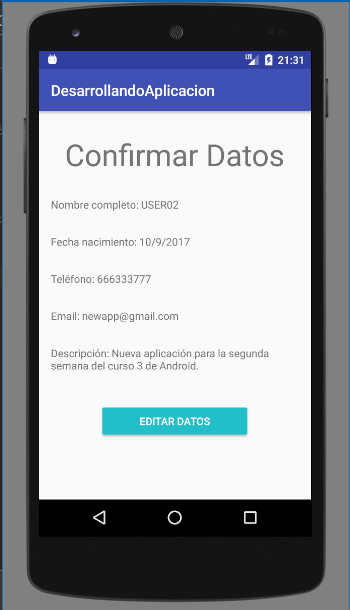 LTE 21:31
DesarrollandoAplicacion
Confirmar Datos
Nombre completo: USER02
Fecha nacimiento: 10/9/2017
Teléfono: 666333777
Email: newapp@gmail.com
Descripción: Nueva aplicación para la segunda
semana del curso 3 de Android.
EDITAR DATOS